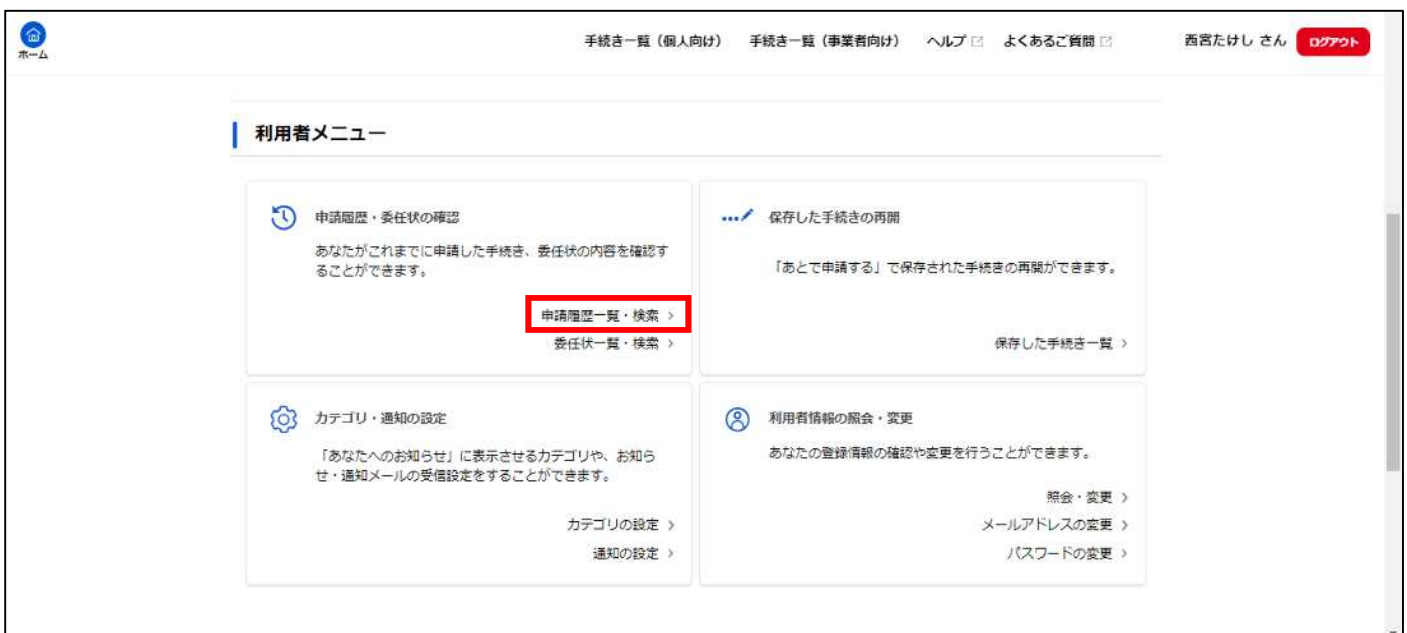 ホーム
手続き一覧（個人向け） 手続き一覧（事業者向け） ヘルプ よくあるご質問 西宮たけし さん ログアウト
利用者メニュー
申請履歴・委任状の確認
あなたがこれまでに申請した手続き、委任状の内容を確認す
ることができます。
申請履歴一覧・検索
委任状一覧・検索
保存した手続きの再開
「あとで申請する」で保存された手続きの再開ができます。
保存した手続き一覧
カテゴリ・通知の設定
「あなたへのお知らせ」に表示させるカテゴリや、お知ら
せ・通知メールの受信設定をすることができます。
カテゴリの設定
通知の設定
利用者情報の照会・変更
あなたの登録情報の確認や変更を行うことができます。
照会・変更
メールアドレスの変更
パスワードの変更